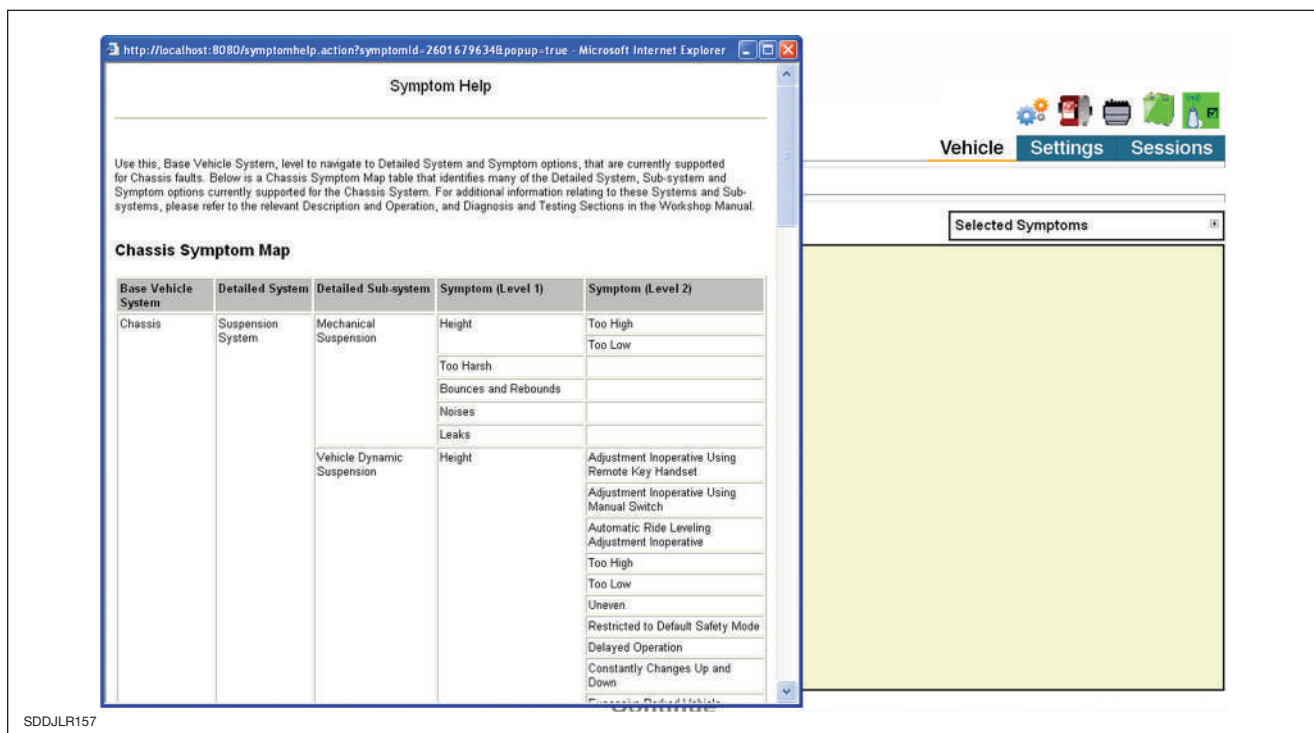 http://localhost:8080/symptomhelp.action?symptomId=2601679634&popup=true - Microsoft Internet Explorer
Symptom Help
Use this, Base Vehicle System, level to navigate to Detailed System and Symptom options, that are currently supported
for Chassis faults. Below is a Chassis Symptom Map table that identifies many of the Detailed System, Sub-system and
Symptom options currently supported for the Chassis System. For additional information relating to these Systems and Sub-
systems, please refer to the relevant Description and Operation, and Diagnosis and Testing Sections in the Workshop Manual.
Chassis Symptom Map
Base Vehicle System Detailed System Detailed Sub-system Symptom (Level 1) Symptom (Level 2)
Chassis Suspension System Mechanical Suspension Height Too High
Too Low
Too Harsh
Bounces and Rebounds
Noises
Leaks
Vehicle Dynamic Suspension Height Adjustment Inoperative Using Remote Key Handset
Adjustment Inoperative Using Manual Switch
Automatic Ride Leveling Adjustment Inoperative
Too High
Too Low
Uneven
Restricted to Default Safety Mode
Delayed Operation
Constantly Changes Up and Down
Vehicle Settings Sessions
Selected Symptoms
SDDJLR157